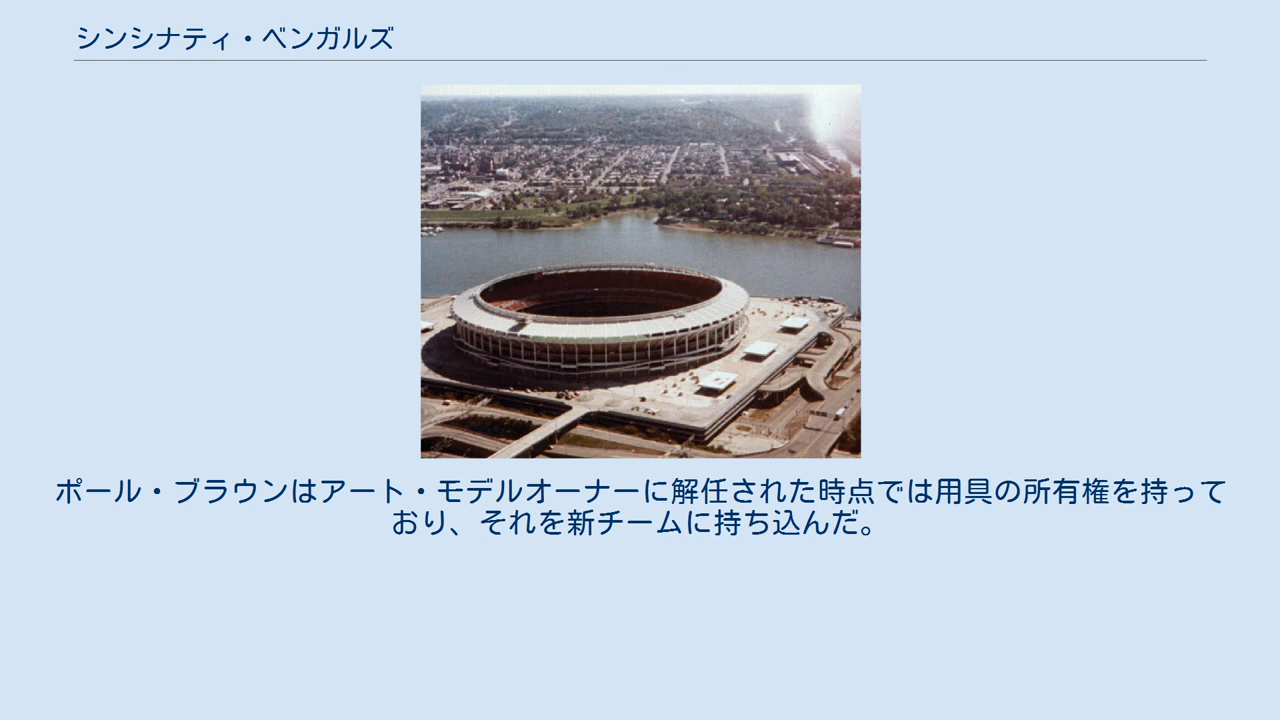 シンシナティ・ベンガルズ
ポール・ブラウンはアート・モデルオーナーに解任された時点では用具の所有権を持って
おり、それを新チームに持ち込んだ。